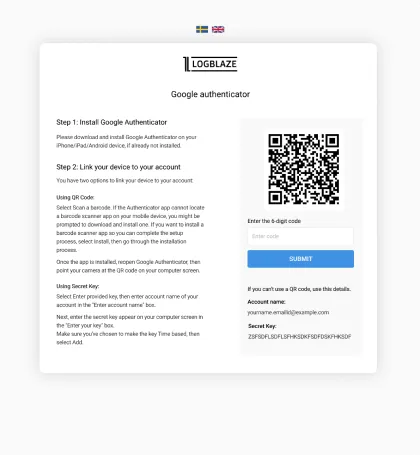 LOGBLAZE
Google authenticator
Step 1: Install Google Authenticator
Please download and install Google Authenticator on your
iPhone/iPad/Android device, if already not installed.
Step 2: Link your device to your account
You have two options to link your device to your account:
Using QR Code:
Select Scan a barcode. If the Authenticator app cannot locate
a barcode scanner app on your mobile device, you might be
prompted to download and install one. If you want to install a
barcode scanner app so you can complete the setup
process, select Install, then go through the installation
process.
Once the app is installed, reopen Google Authenticator, then
point your camera at the QR code on your computer screen.
Using Secret Key:
Select Enter provided key, then enter account name of your
account in the "Enter account name" box.
Next, enter the secret key appear on your computer screen in
the "Enter your key" box.
Make sure you've chosen to make the key Time based, then
select Add.
Enter the 6-digit code
Enter code
SUBMIT
If you can't use a QR code, use this details.
Account name:
yourname.emailid@example.com
Secret Key:
ZSFSDFLSDFLSFHKSDKFSDFDSKFHKSDF